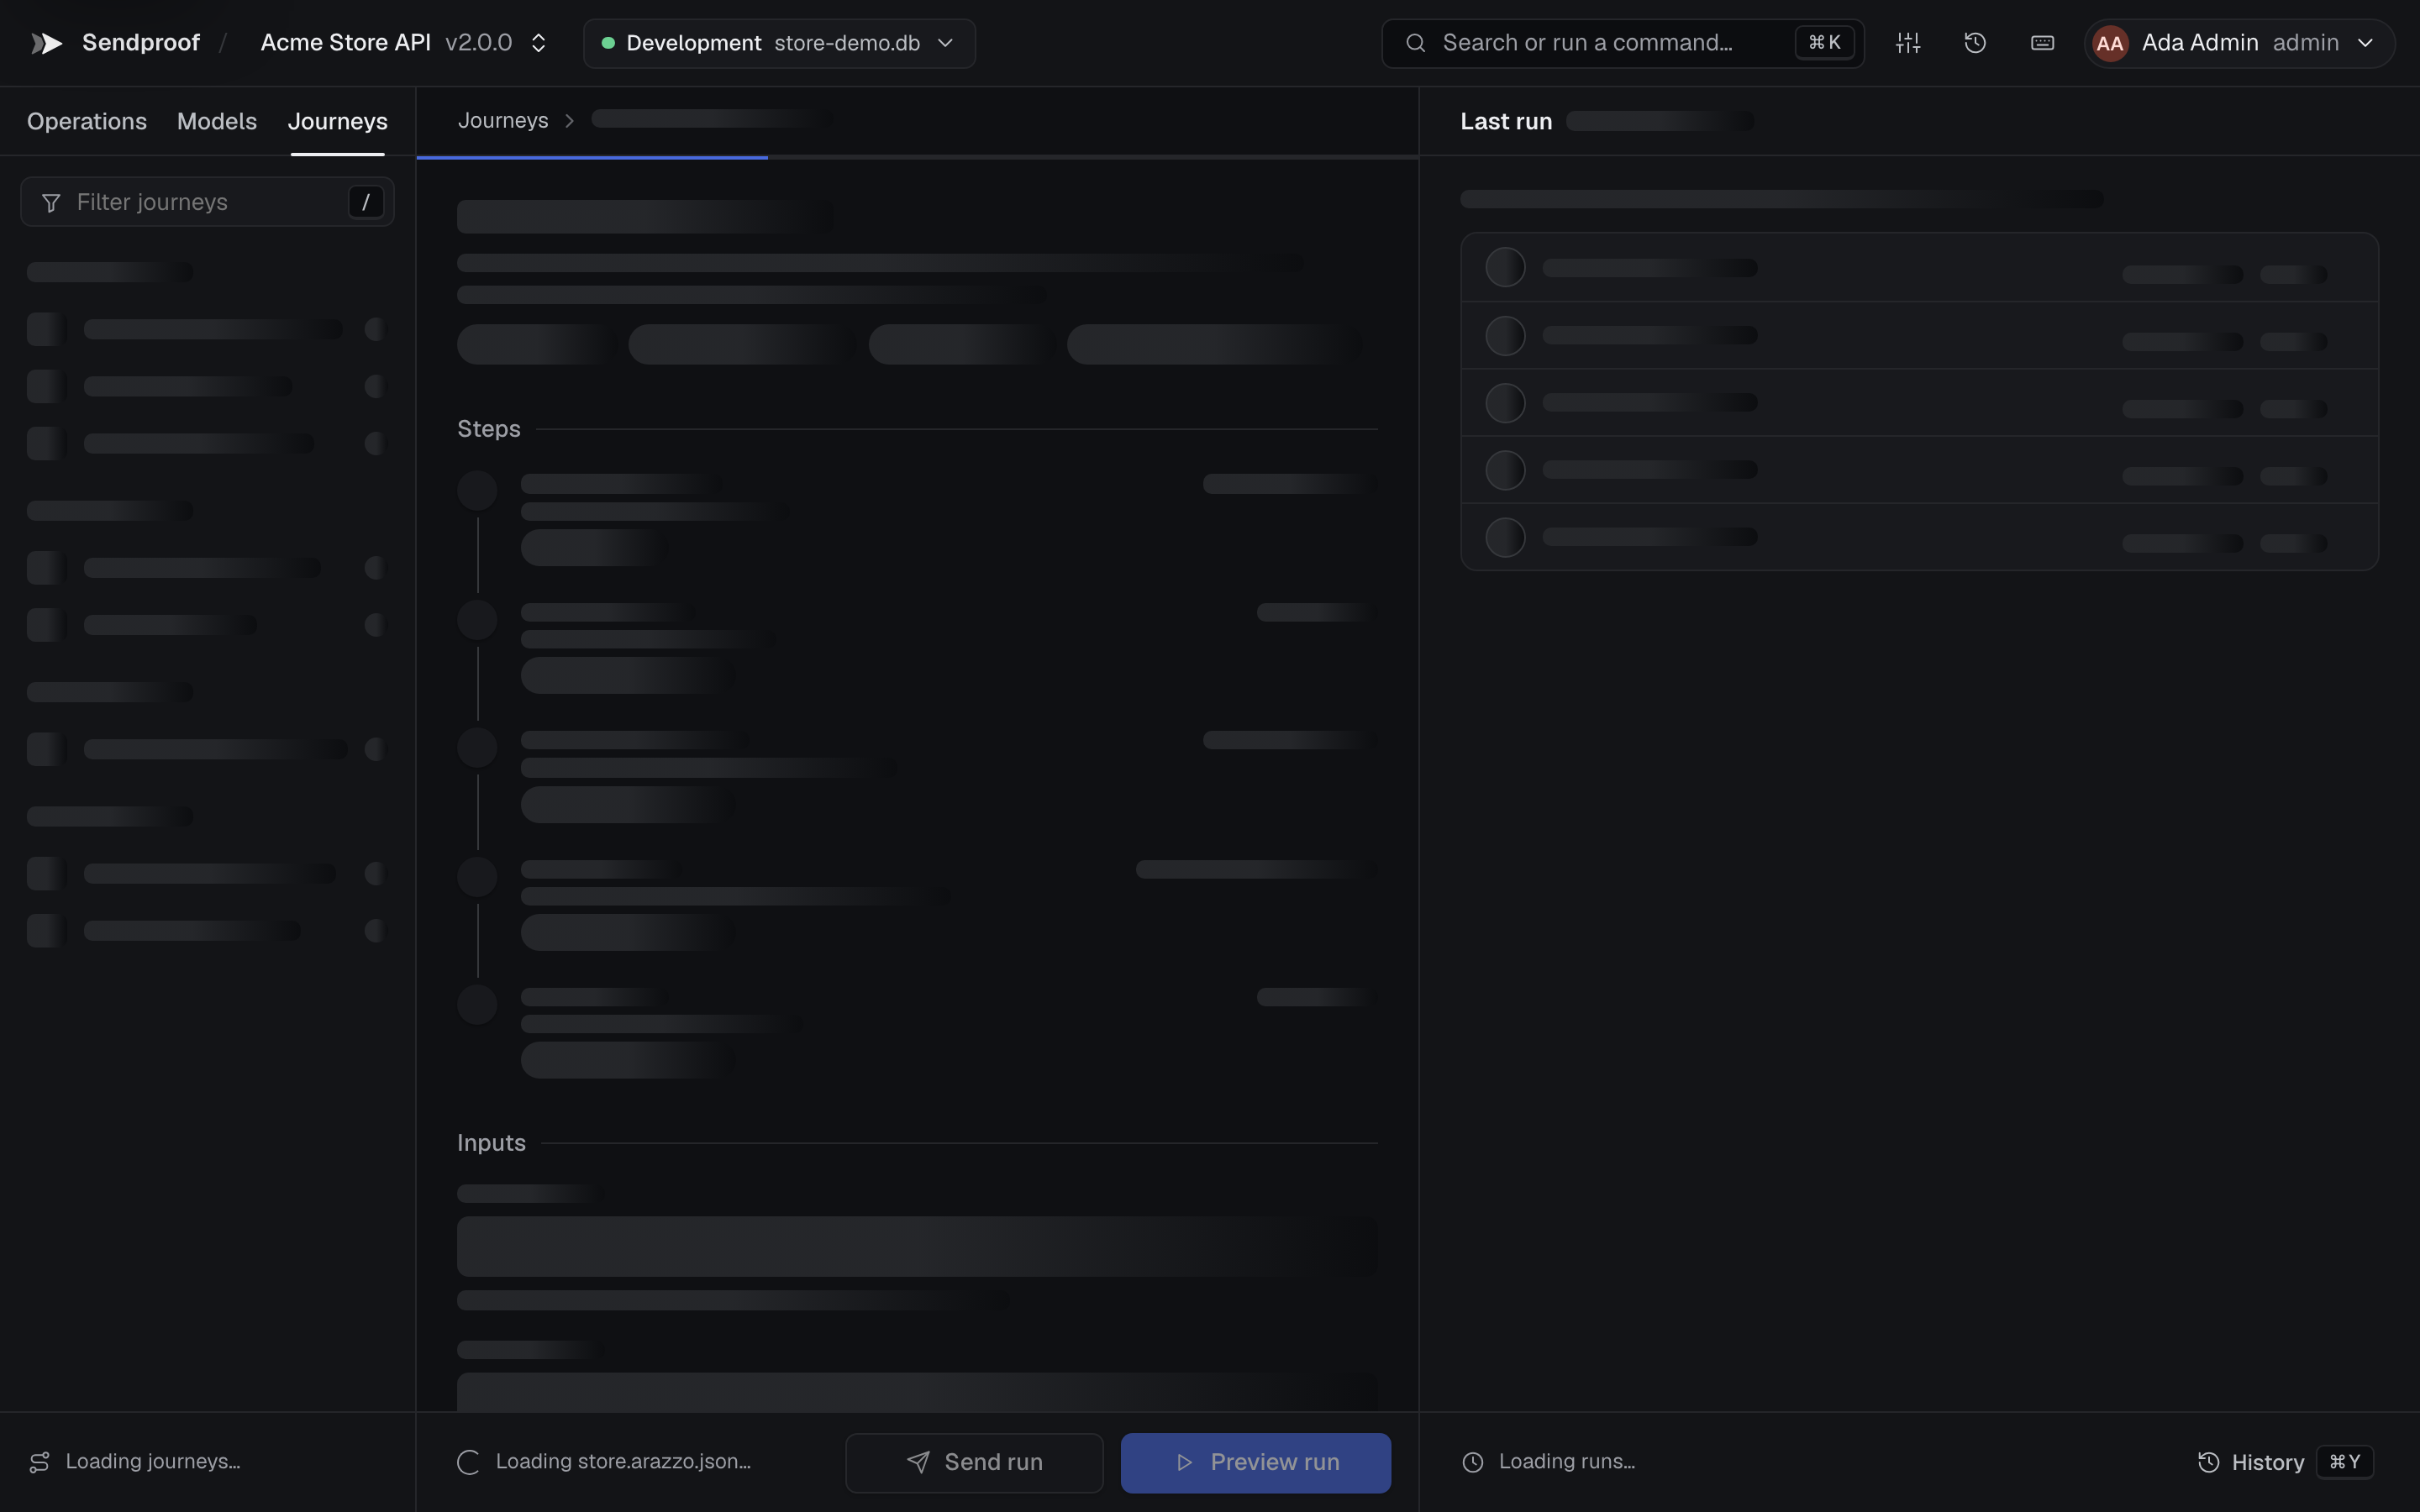 Sendproof / Acme Store API v2.0.0 Development store-demo.db Search or run a command... ⌘K AA Ada Admin admin
Operations Models Journeys
Filter journeys /
Journeys >
Last run
Steps
Inputs
Loading journeys...
Loading store.arazzo.json... Send run Preview run
Loading runs... History ⌘Y